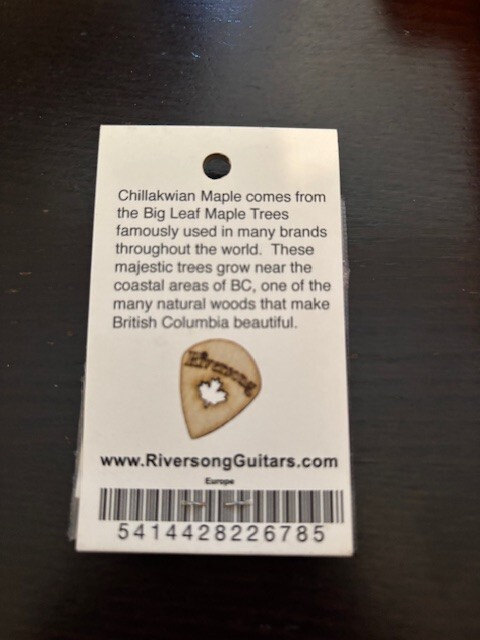 Chillakwian Maple comes from
the Big Leaf Maple Trees
famously used in many brands
throughout the world. These
majestic trees grow near the
coastal areas of BC, one of the
many natural woods that make
British Columbia beautiful.
Riversong
www.RiversongGuitars.com
Europe
5414428226785